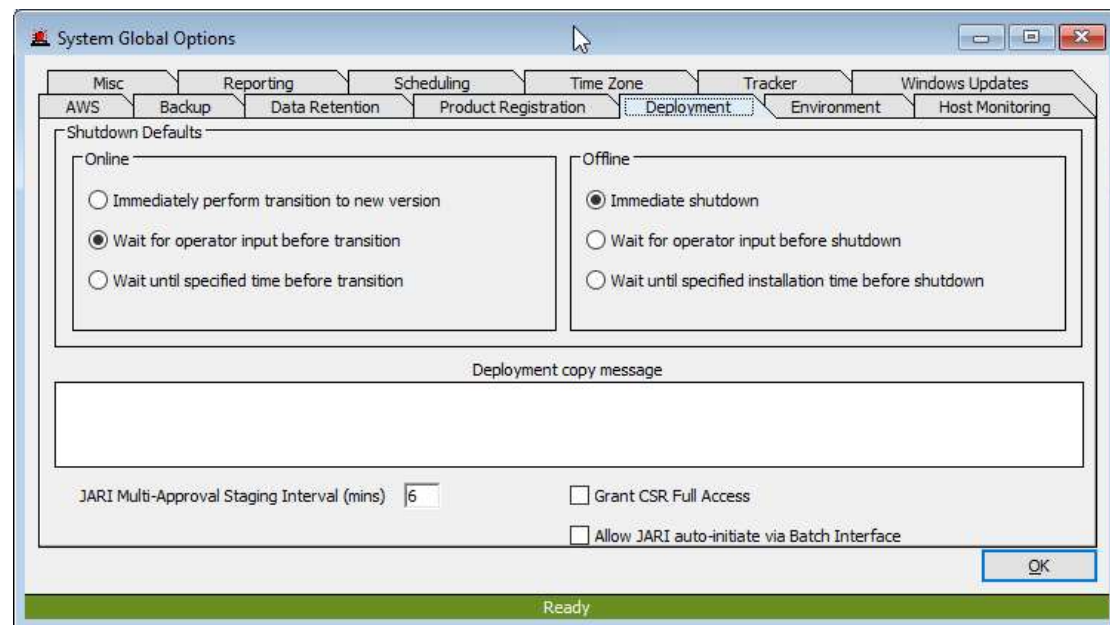 System Global Options
Misc Reporting Scheduling Time Zone Tracker Windows Updates
AWS Backup Data Retention Product Registration Deployment Environment Host Monitoring
Shutdown Defaults
Online
Immediately perform transition to new version
Wait for operator input before transition
Wait until specified time before transition
Offline
Immediate shutdown
Wait for operator input before shutdown
Wait until specified installation time before shutdown
Deployment copy message
JARI Multi-Approval Staging Interval (mins) 6
Grant CSR Full Access
Allow JARI auto-initiate via Batch Interface
OK
Ready